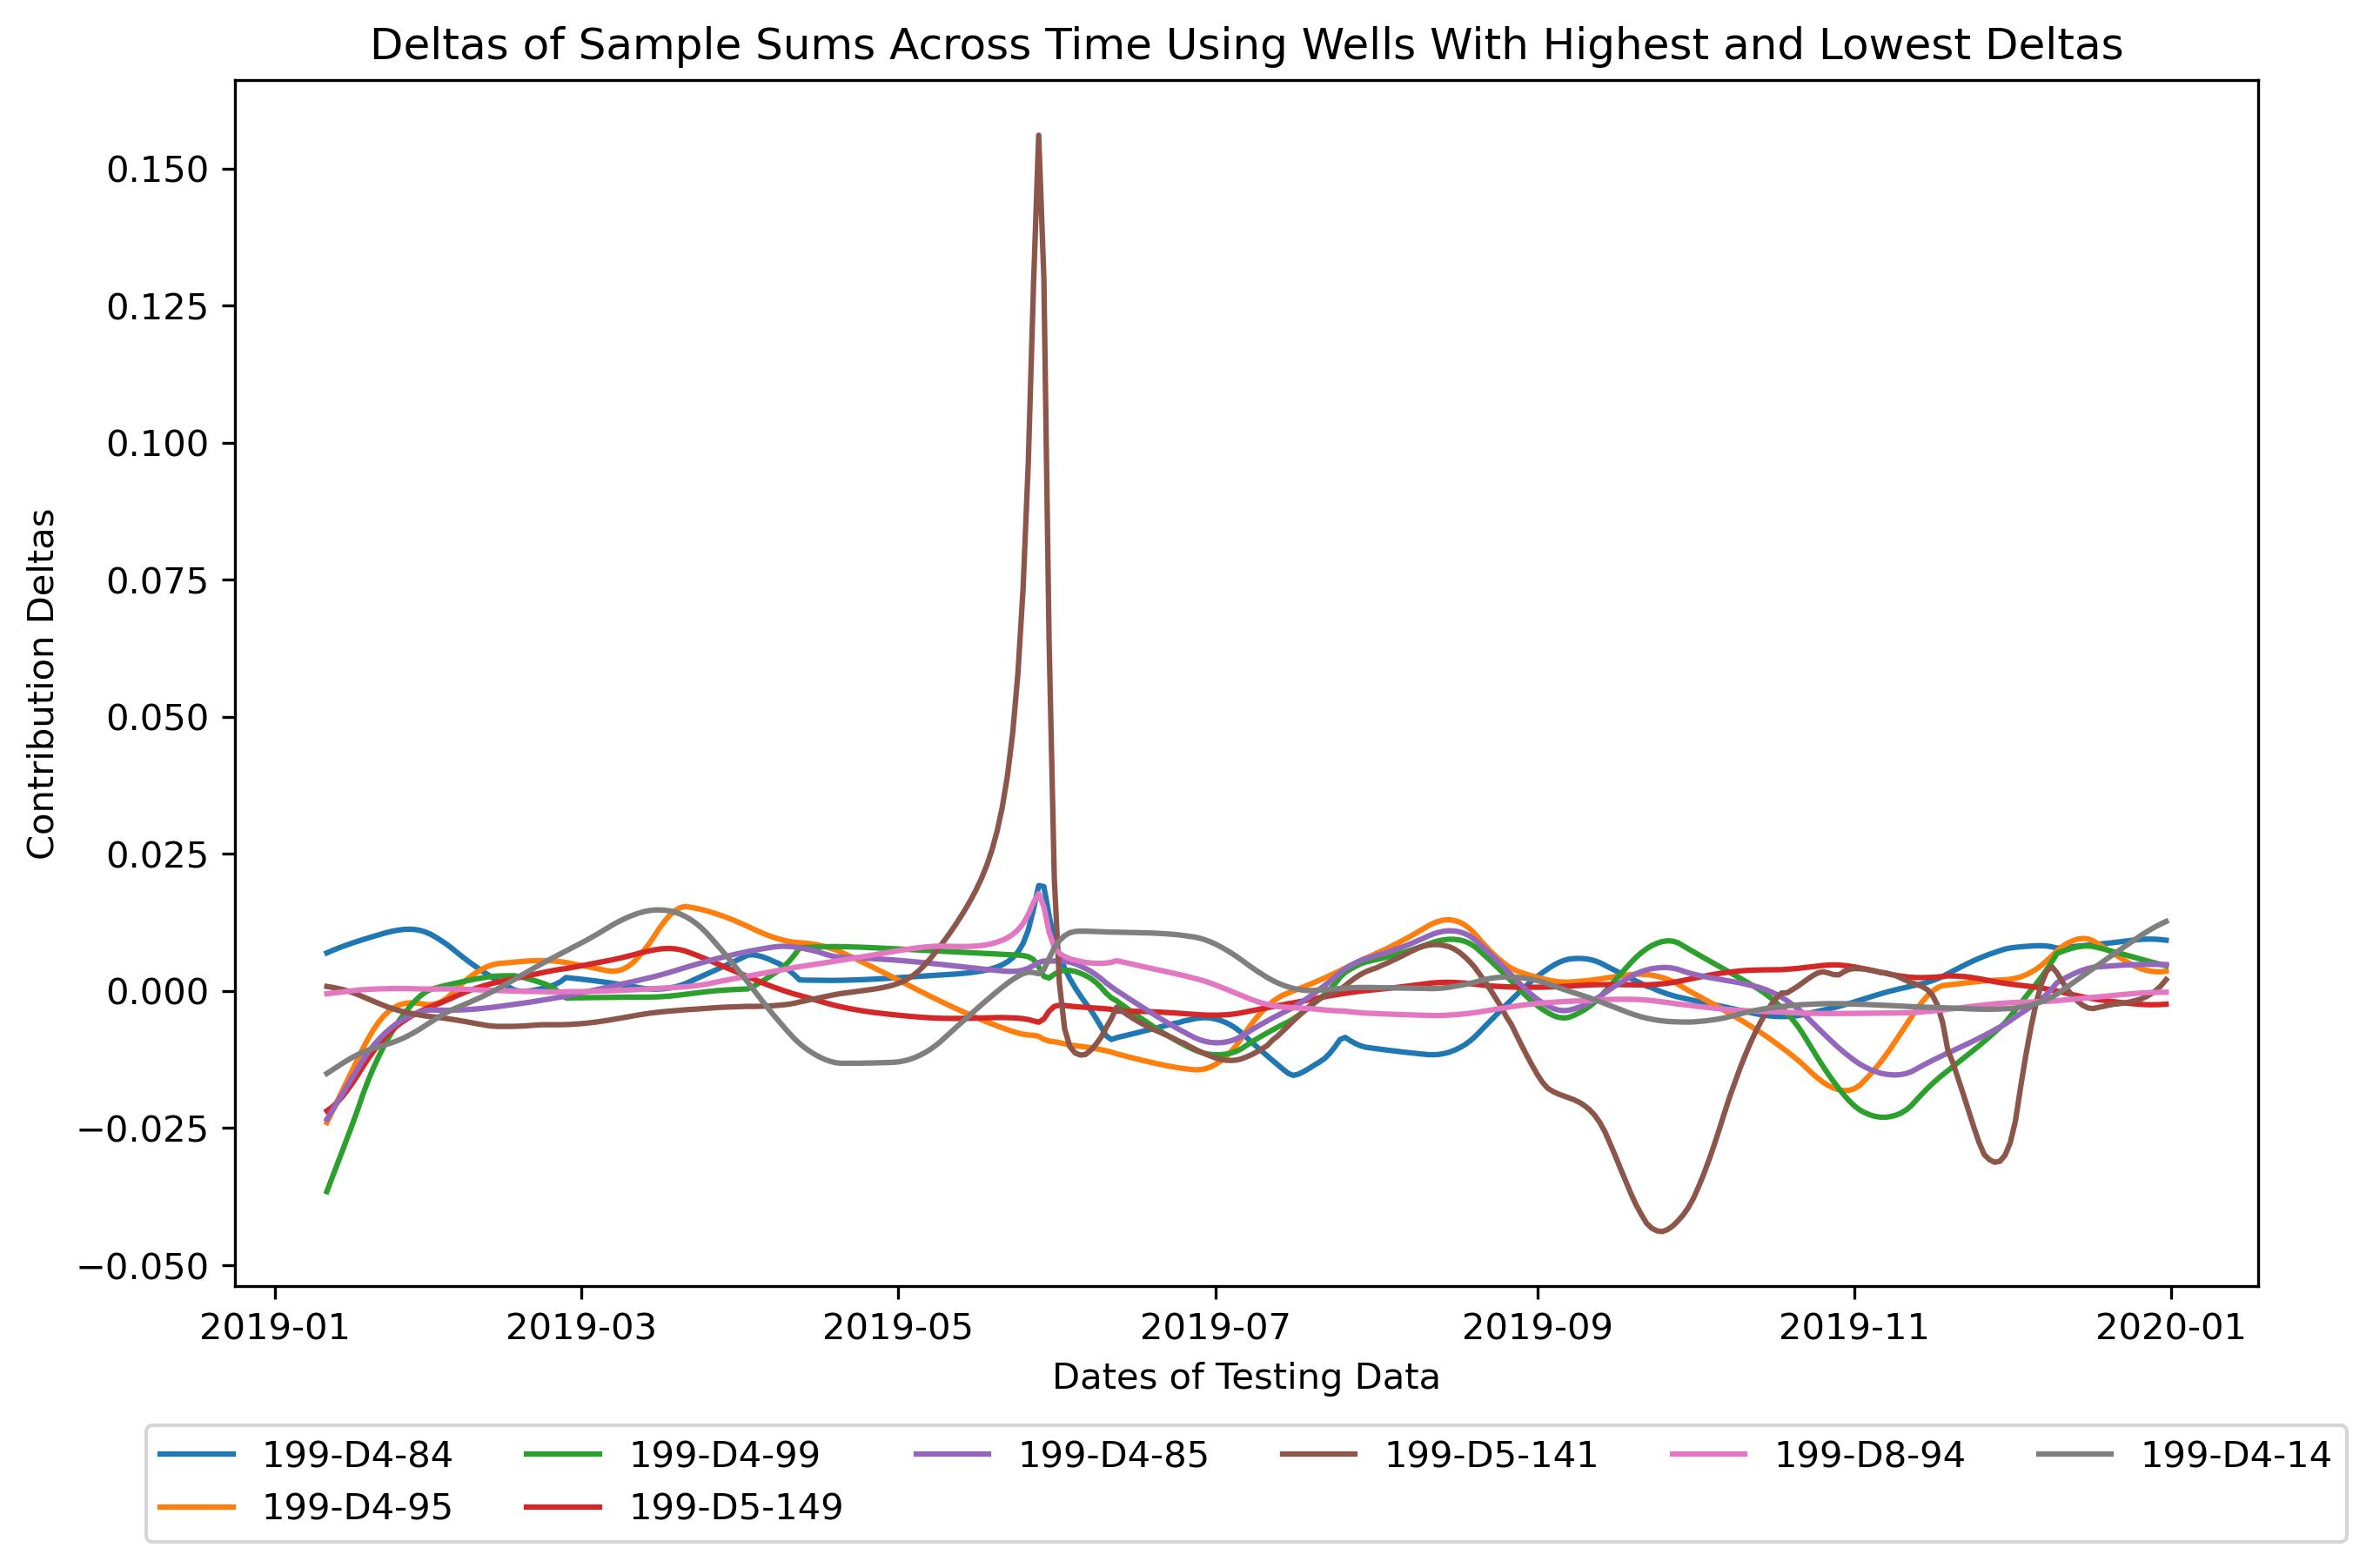 Deltas of Sample Sums Across Time Using Wells With Highest and Lowest Deltas
Contribution Deltas
0.150
0.125
0.100
0.075
0.050
0.025
0.000
−0.025
−0.050
2019-01 2019-03 2019-05 2019-07 2019-09 2019-11 2020-01
Dates of Testing Data
199-D4-84 199-D4-99 199-D4-85 199-D5-141 199-D8-94 199-D4-14
199-D4-95 199-D5-149